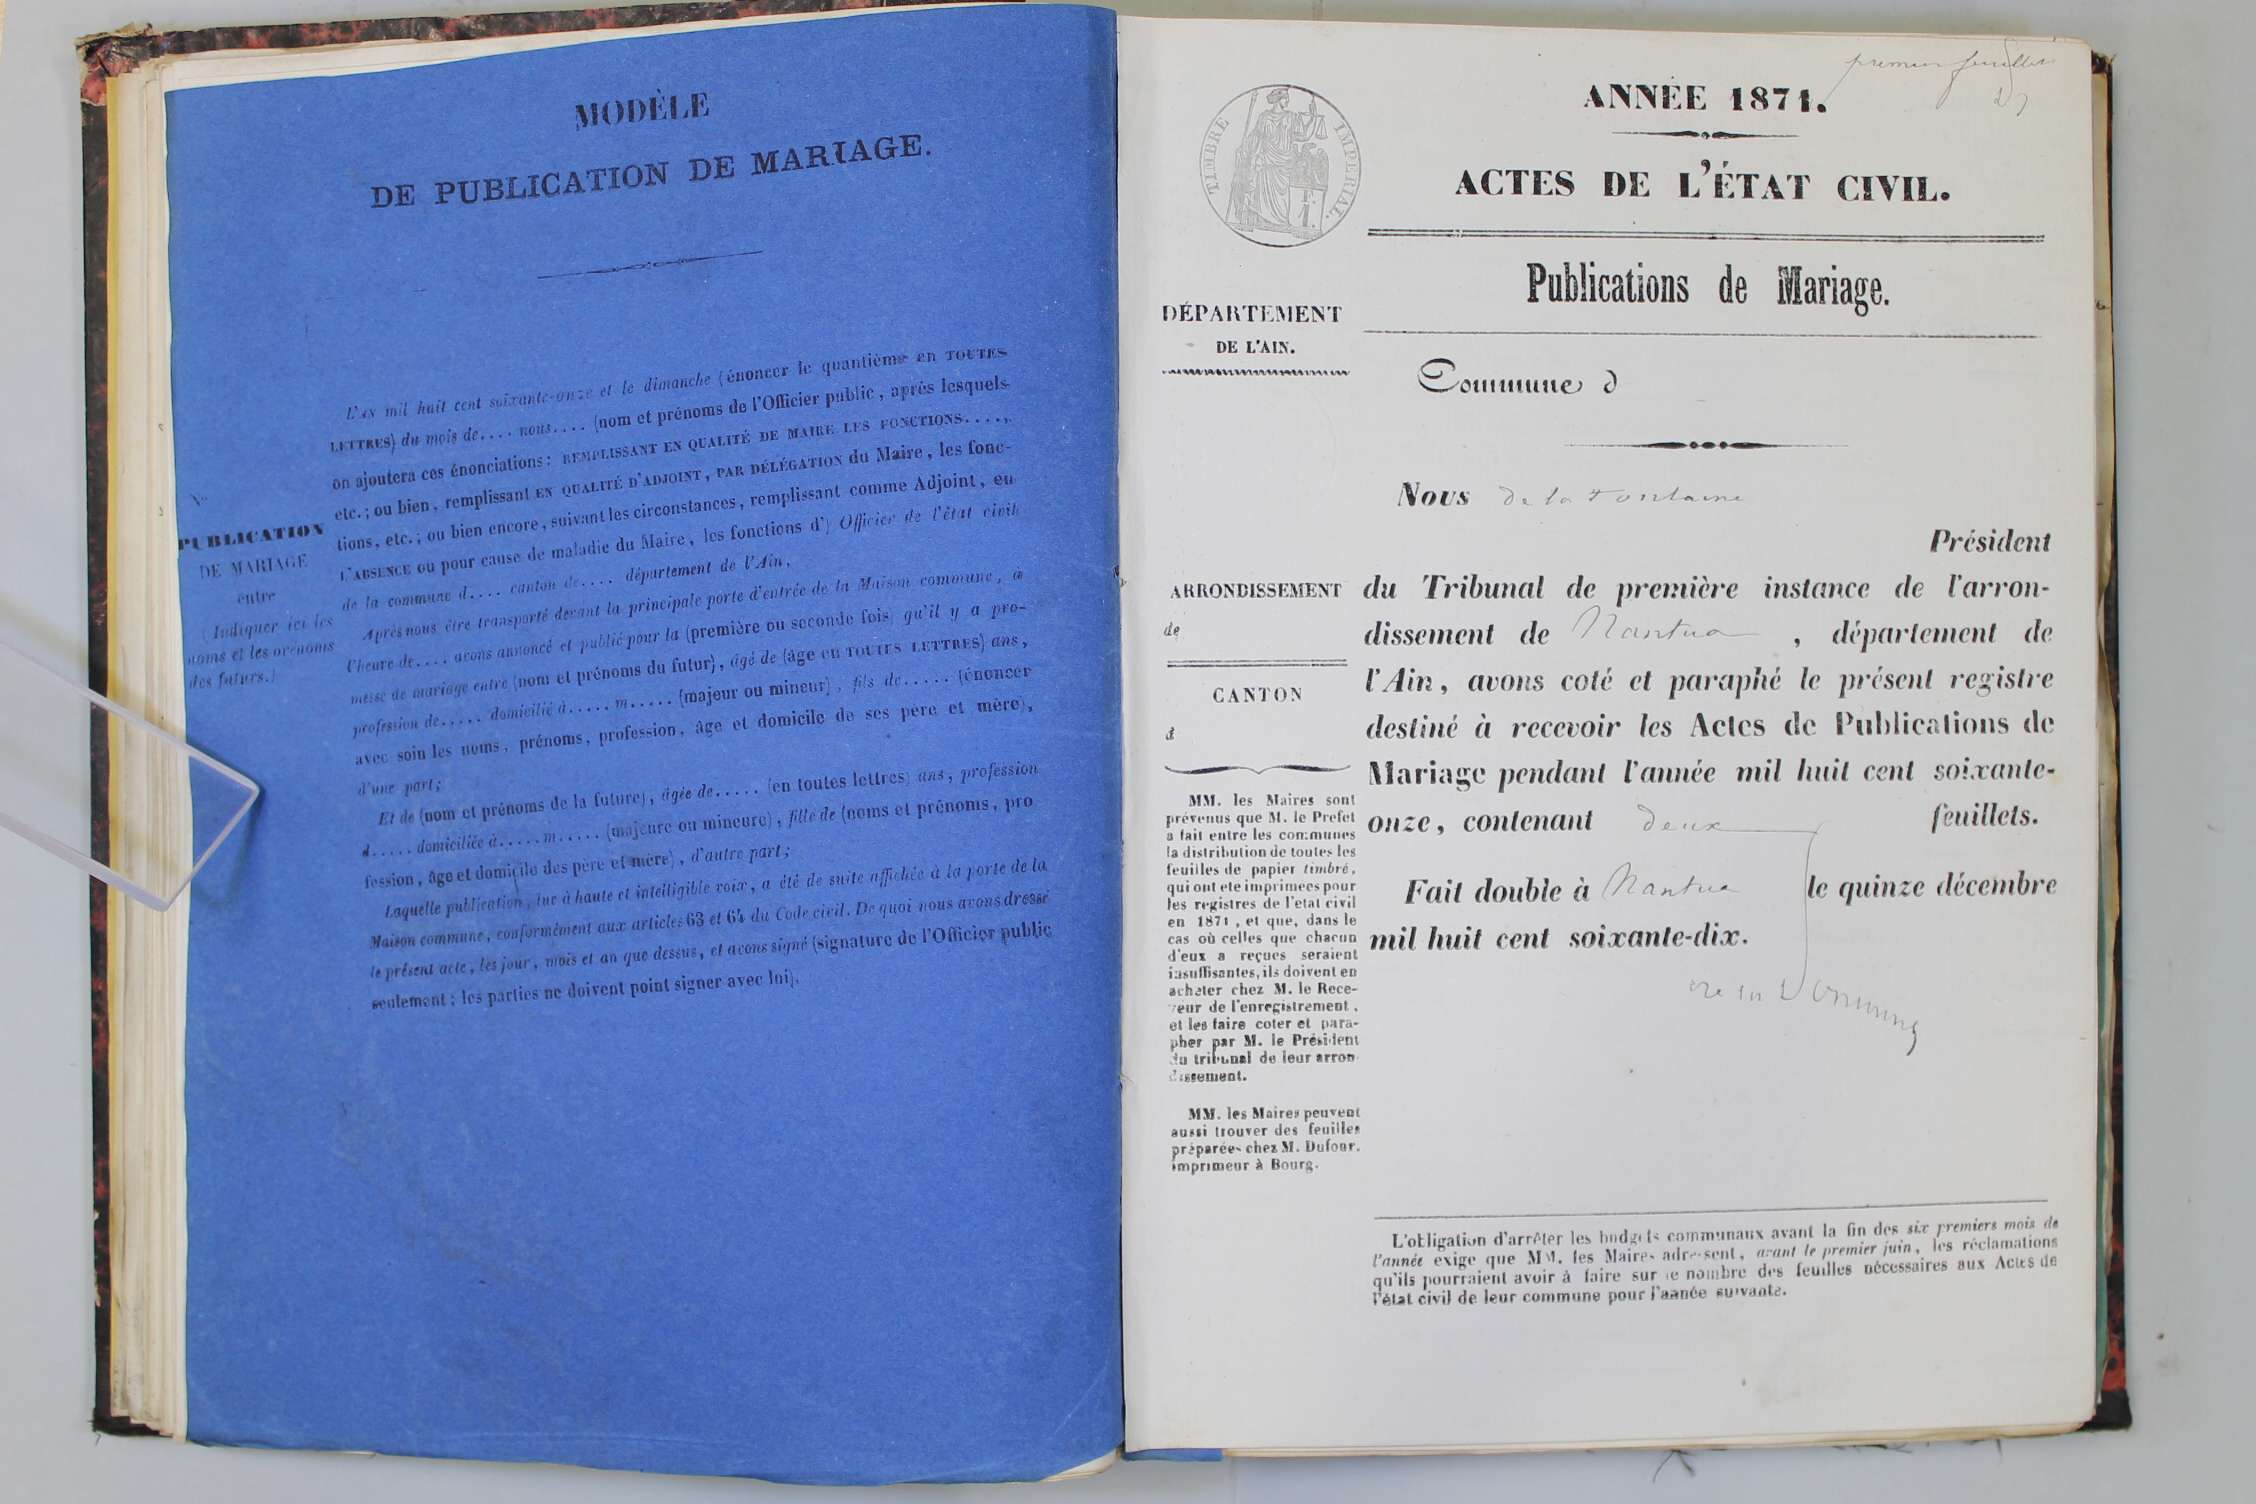 MODÈLE
DE PUBLICATION DE MARIAGE.
N.
PUBLICATION
DE MARIAGE
entre
(Indiquer ici les
noms et les prénoms
des futurs.)
L'AN mil huit cent soixante-onze et le dimanche (énoncer le quantième en TOUTES
LETTRES) du mois de.... nous.... (nom et prénoms de l'Officier public, après lesquels
on ajoutera ces énonciations: REMPLISSANT EN QUALITÉ DE MAIRE LES FONCTIONS....,
etc.; ou bien, remplissant EN QUALITÉ D'ADJOINT, PAR DÉLÉGATION du Maire, les fonc-
tions, etc.; ou bien encore, suivant les circonstances, remplissant comme Adjoint, en
L'ABSENCE ou pour cause de maladie du Maire, les fonctions d') Officier de l'état civil
de la commune d.... canton de.... département de l'Ain,
Après nous être transporté devant la principale porte d'entrée de la Maison commune, à
l'heure de.... avons annoncé et publié pour la (première ou seconde fois) qu'il y a pro-
messe de mariage entre (nom et prénoms du futur), âgé de (âge en TOUTES LETTRES) ans,
profession de..... domicilié à..... m..... (majeur ou mineur), fils de..... (énoncer
avec soin les noms, prénoms, profession, âge et domicile de ses père et mère),
d'une part;
Et de (nom et prénoms de la future), âgée de..... (en toutes lettres) ans, profession
d..... domiciliée à..... m..... (majeure ou mineure), fille de (noms et prénoms, pro
fession, âge et domicile des père et mère), d'autre part;
Laquelle publication, lue à haute et intelligible voix, a été de suite affichée à la porte de la
Maison commune, conformément aux articles 63 et 64 du Code civil. De quoi nous avons dressé
le présent acte, les jour, mois et an que dessus, et avons signé (signature de l'Officier public
seulement; les parties ne doivent point signer avec lui).
premier feuillet
ANNÉE 1871.
TIMBRE IMPERIAL.
1F.
ACTES DE L'ÉTAT CIVIL.
Publications de Mariage.
DÉPARTEMENT
DE L'AIN.
Commune d
Nous de la Fontaine
Président
ARRONDISSEMENT
de
CANTON
d
du Tribunal de première instance de l'arron-
dissement de Nantua, département de
l'Ain, avons coté et paraphé le présent registre
destiné à recevoir les Actes de Publications de
Mariage pendant l'année mil huit cent soixante-
onze, contenant deux feuillets.
Fait double à Nantua le quinze décembre
mil huit cent soixante-dix.
MM. les Maires sont
prévenus que M. le Prefet
a fait entre les communes
la distribution de toutes les
feuilles de papier timbré,
qui ont ete imprimees pour
les registres de l'etat civil
en 1871, et que, dans le
cas où celles que chacun
d'eux a reçues seraient
insuffisantes, ils doivent en
acheter chez M. le Rece-
veur de l'enregistrement,
et les faire coter et para-
pher par M. le Président
du tribunal de leur arron-
dissement.
MM. les Maires peuvent
aussi trouver des feuilles
préparées chez M. Dufour,
imprimeur à Bourg.
L'obligation d'arrêter les budgets communaux avant la fin des six premiers mois de
l'année exige que MM. les Maires adressent, avant le premier juin, les réclamations
qu'ils pourraient avoir à faire sur le nombre des feuilles nécessaires aux Actes de
l'état civil de leur commune pour l'année suivante.